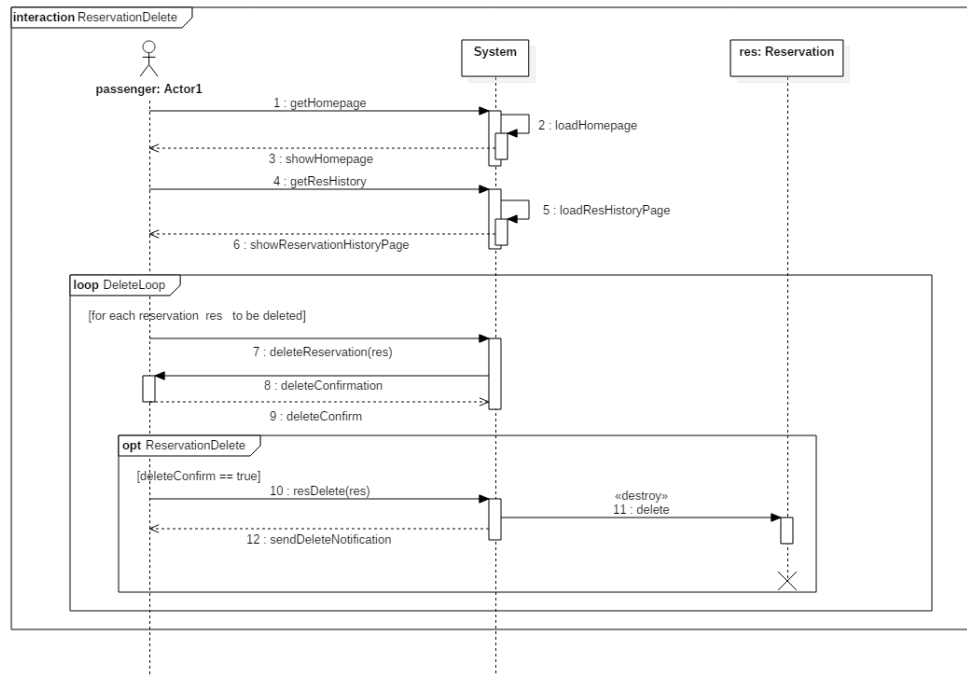 interaction ReservationDelete
System
res: Reservation
passenger: Actor1
1 : getHomepage
2 : loadHomepage
3 : showHomepage
4 : getResHistory
5 : loadResHistoryPage
6 : showReservationHistoryPage
loop DeleteLoop
[for each reservation res to be deleted]
7 : deleteReservation(res)
8 : deleteConfirmation
9 : deleteConfirm
opt ReservationDelete
[deleteConfirm == true]
10 : resDelete(res)
«destroy»
11 : delete
12 : sendDeleteNotification